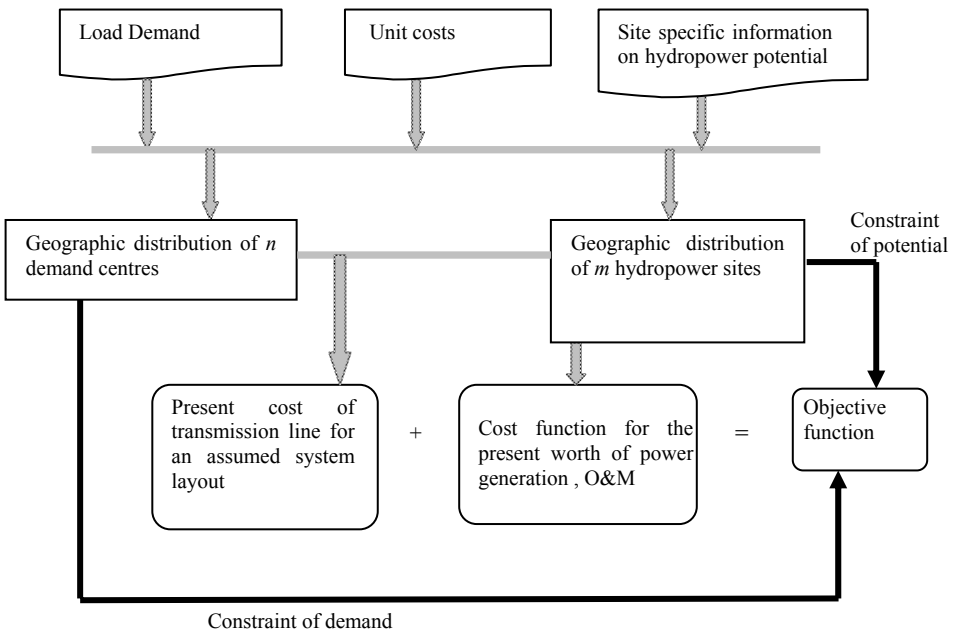 Load Demand
Unit costs
Site specific information
on hydropower potential
Constraint
of potential
Geographic distribution of n
demand centres
Geographic distribution
of m hydropower sites
Present cost of
transmission line for
an assumed system
layout
+
Cost function for the
present worth of power
generation , O&M
=
Objective
function
Constraint of demand